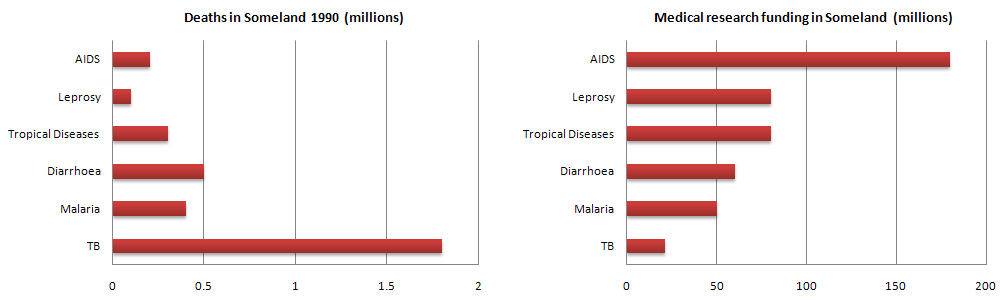 Deaths in Someland 1990 (millions)
AIDS
Leprosy
Tropical Diseases
Diarrhoea
Malaria
TB
0 0.5 1 1.5 2
Medical research funding in Someland (millions)
AIDS
Leprosy
Tropical Diseases
Diarrhoea
Malaria
TB
0 50 100 150 200